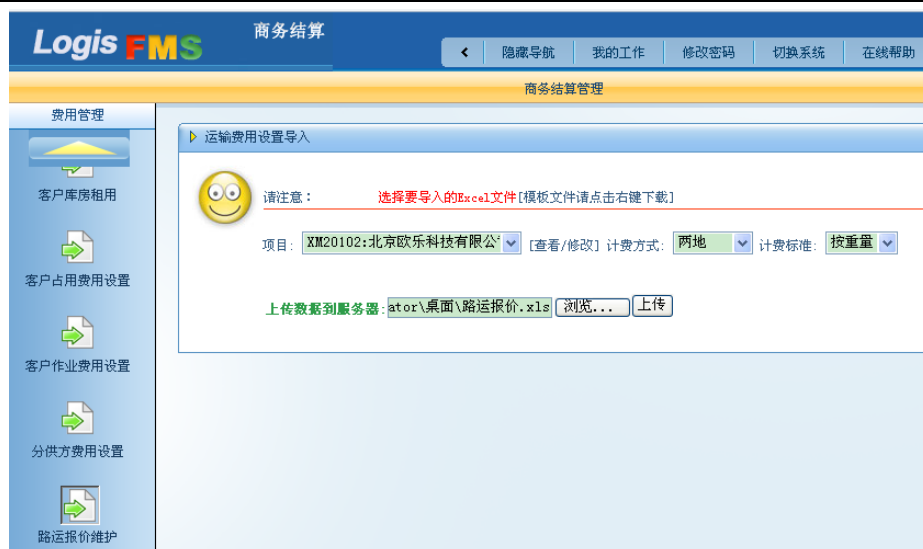 Logis FMS
商务结算
隐藏导航 我的工作 修改密码 切换系统 在线帮助
商务结算管理
费用管理
客户库房租用
客户占用费用设置
客户作业费用设置
分供方费用设置
路运报价维护
运输费用设置导入
请注意： 选择要导入的Excel文件[模板文件请点击右键下载]
项目: XM20102:北京欧乐科技有限公 [查看/修改] 计费方式: 两地 计费标准: 按重量
上传数据到服务器: ator\桌面\路运报价.xls 浏览... 上传